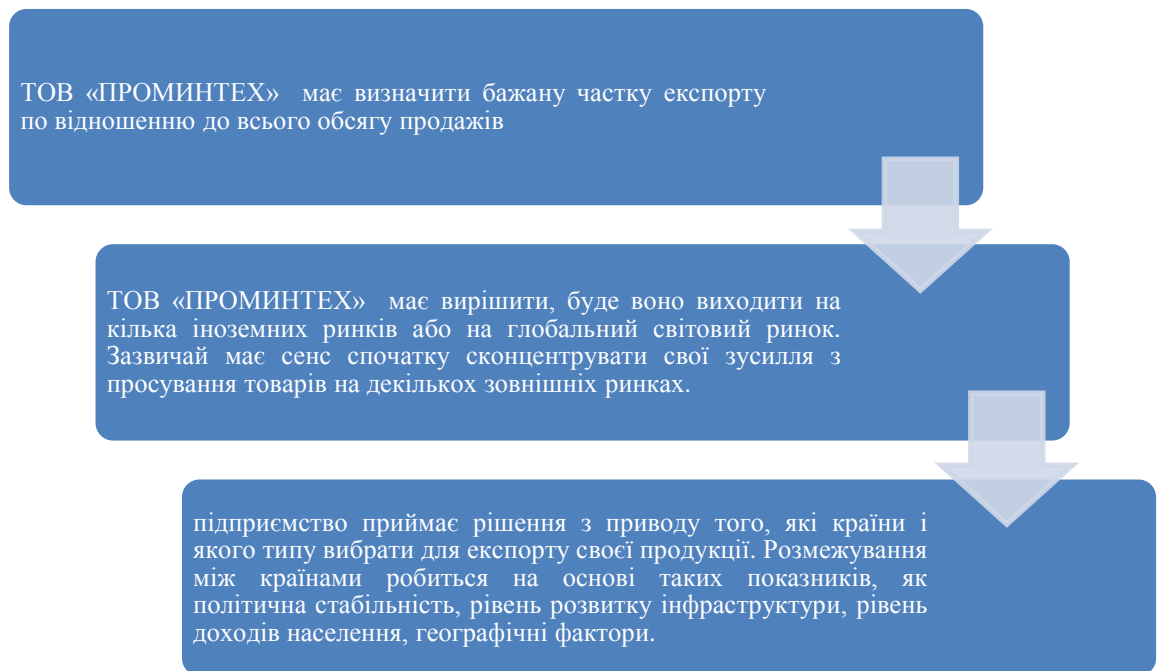 ТОВ «ПРОМИНТЕХ» має визначити бажану частку експорту
по відношенню до всього обсягу продажів
ТОВ «ПРОМИНТЕХ» має вирішити, буде воно виходити на
кілька іноземних ринків або на глобальний світовий ринок.
Зазвичай має сенс спочатку сконцентрувати свої зусилля з
просування товарів на декількох зовнішніх ринках.
підприємство приймає рішення з приводу того, які країни і
якого типу вибрати для експорту своєї продукції. Розмежування
між країнами робиться на основі таких показників, як
політична стабільність, рівень розвитку інфраструктури, рівень
доходів населення, географічні фактори.